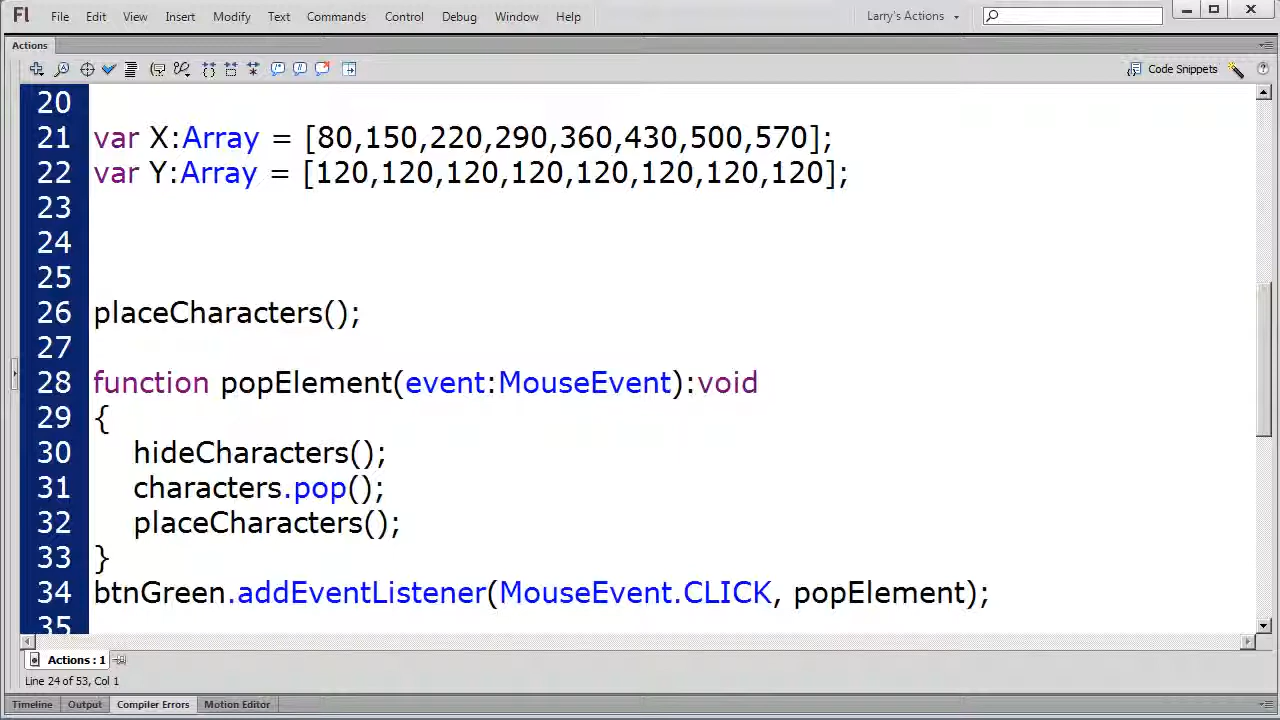 Fl File Edit View Insert Modify Text Commands Control Debug Window Help Larry's Actions
Actions
Code Snippets
20
21 var X:Array = [80,150,220,290,360,430,500,570];
22 var Y:Array = [120,120,120,120,120,120,120,120];
23
24
25
26 placeCharacters();
27
28 function popElement(event:MouseEvent):void
29 {
30 hideCharacters();
31 characters.pop();
32 placeCharacters();
33 }
34 btnGreen.addEventListener(MouseEvent.CLICK, popElement);
35
Actions : 1
Line 24 of 53, Col 1
Timeline Output Compiler Errors Motion Editor